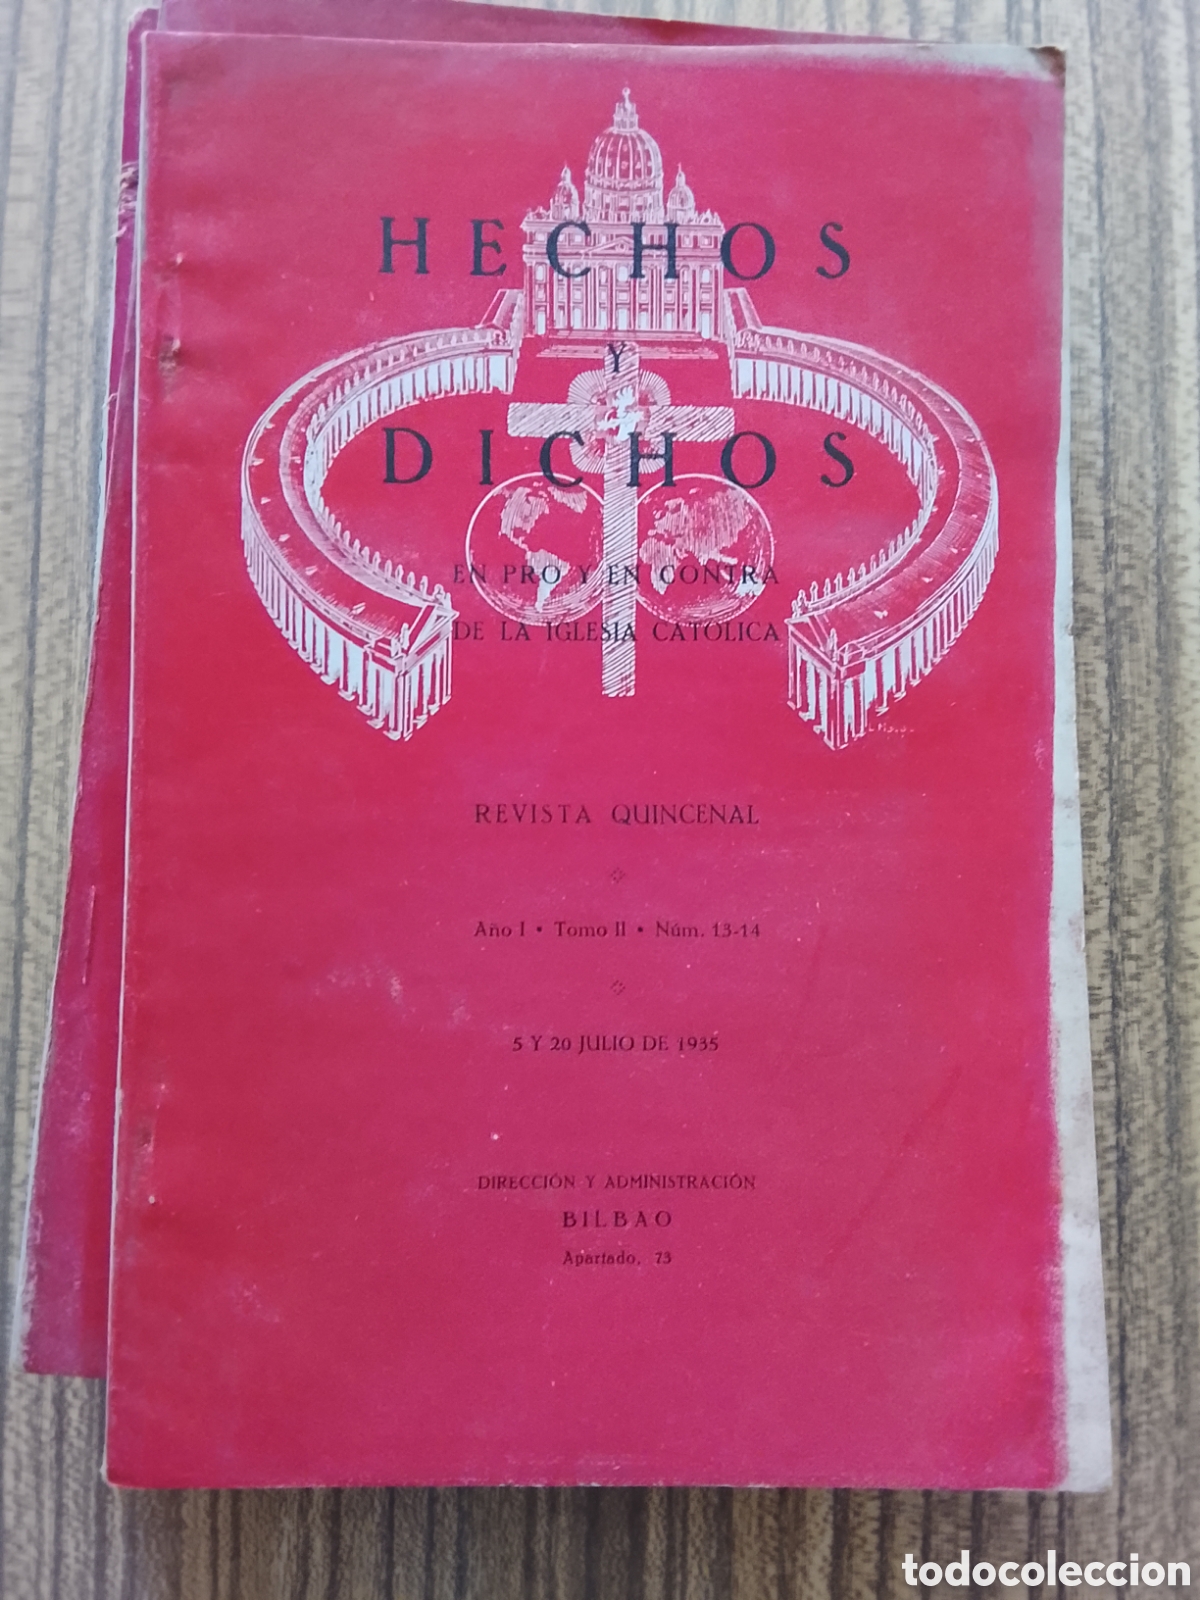 HECHOS
Y
DICHOS
EN PRO Y EN CONTRA
DE LA IGLESIA CATOLICA
REVISTA QUINCENAL
Año I • Tomo II • Núm. 13-14
5 Y 20 JULIO DE 1935
DIRECCIÓN Y ADMINISTRACIÓN
BILBAO
Apartado, 73
todocoleccion